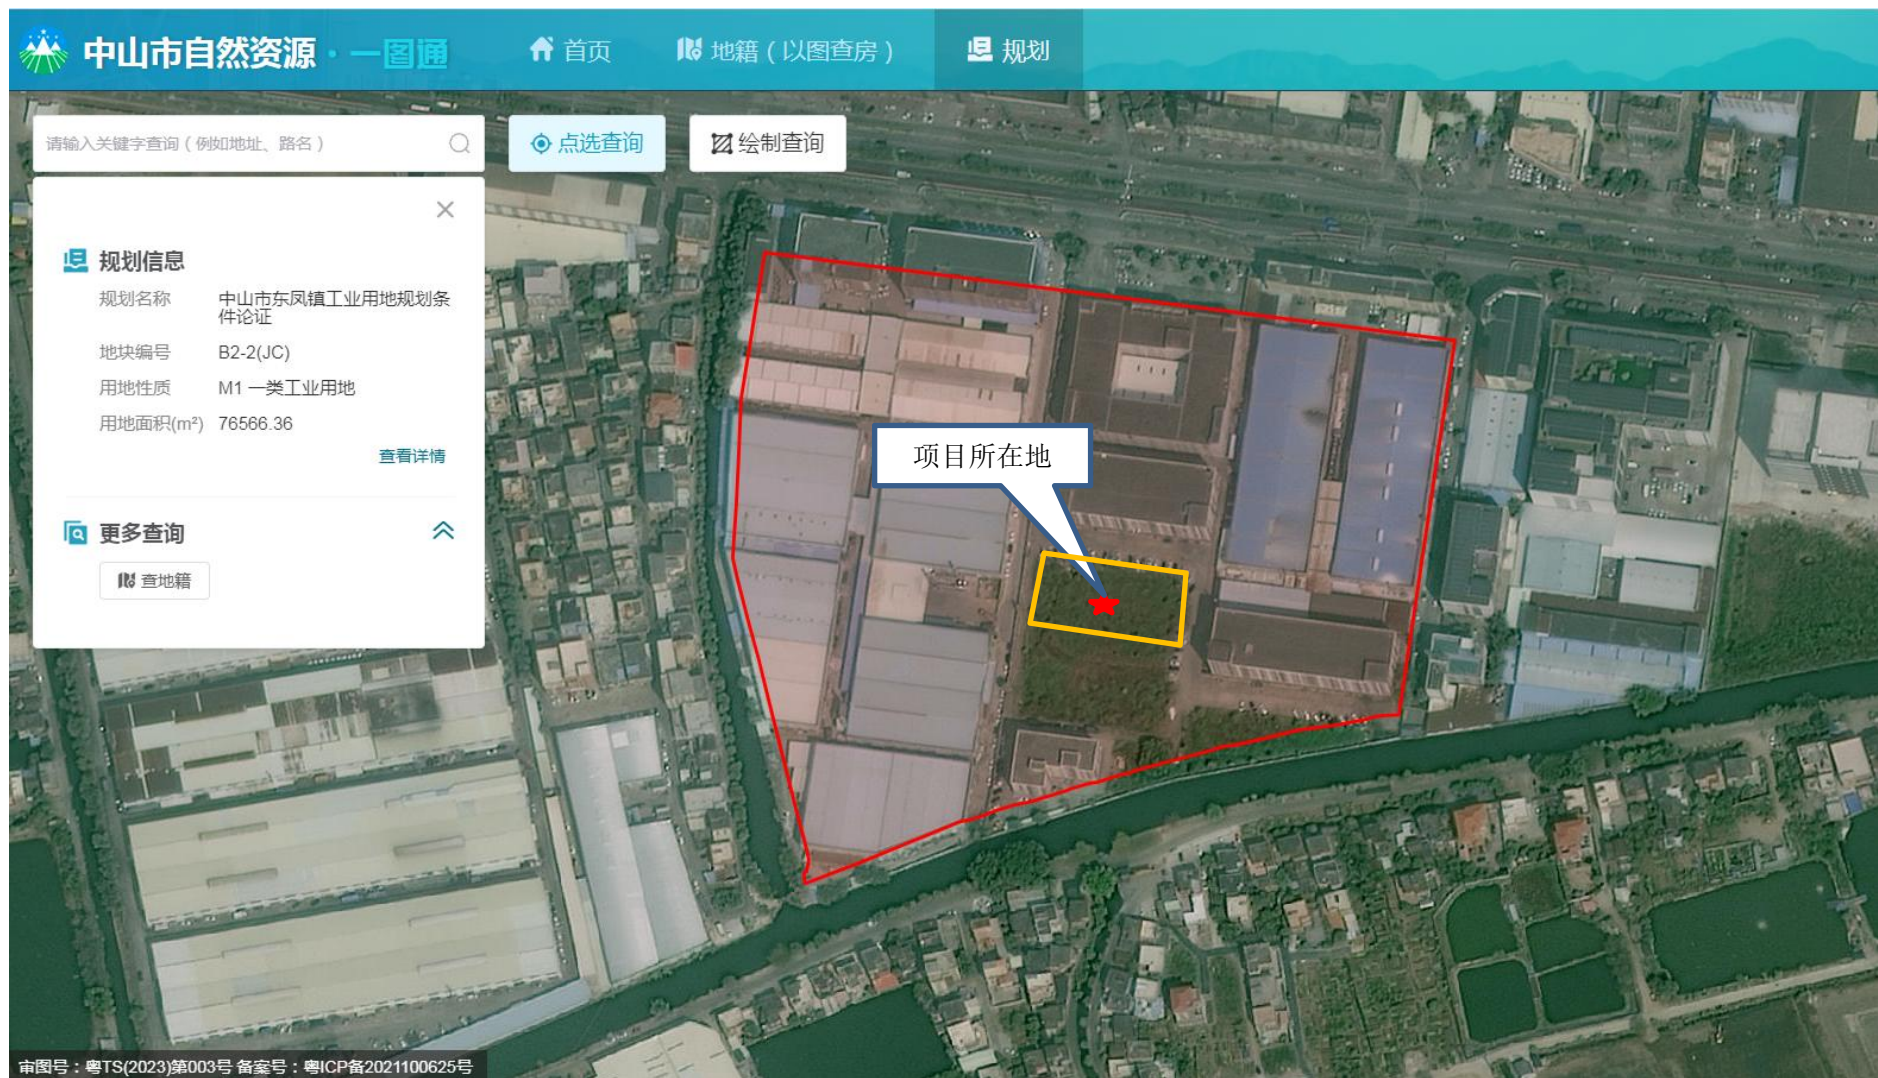 中山市自然资源·一图通
首页
地籍（以图查房）
规划
请输入关键字查询（例如地址、路名）
点选查询
绘制查询
规划信息
规划名称 中山市东凤镇工业用地规划条
件论证
地块编号 B2-2(JC)
用地性质 M1 一类工业用地
用地面积(m²) 76566.36
查看详情
更多查询
查地籍
项目所在地
审图号：粤TS(2023)第003号 备案号：粤ICP备2021100625号